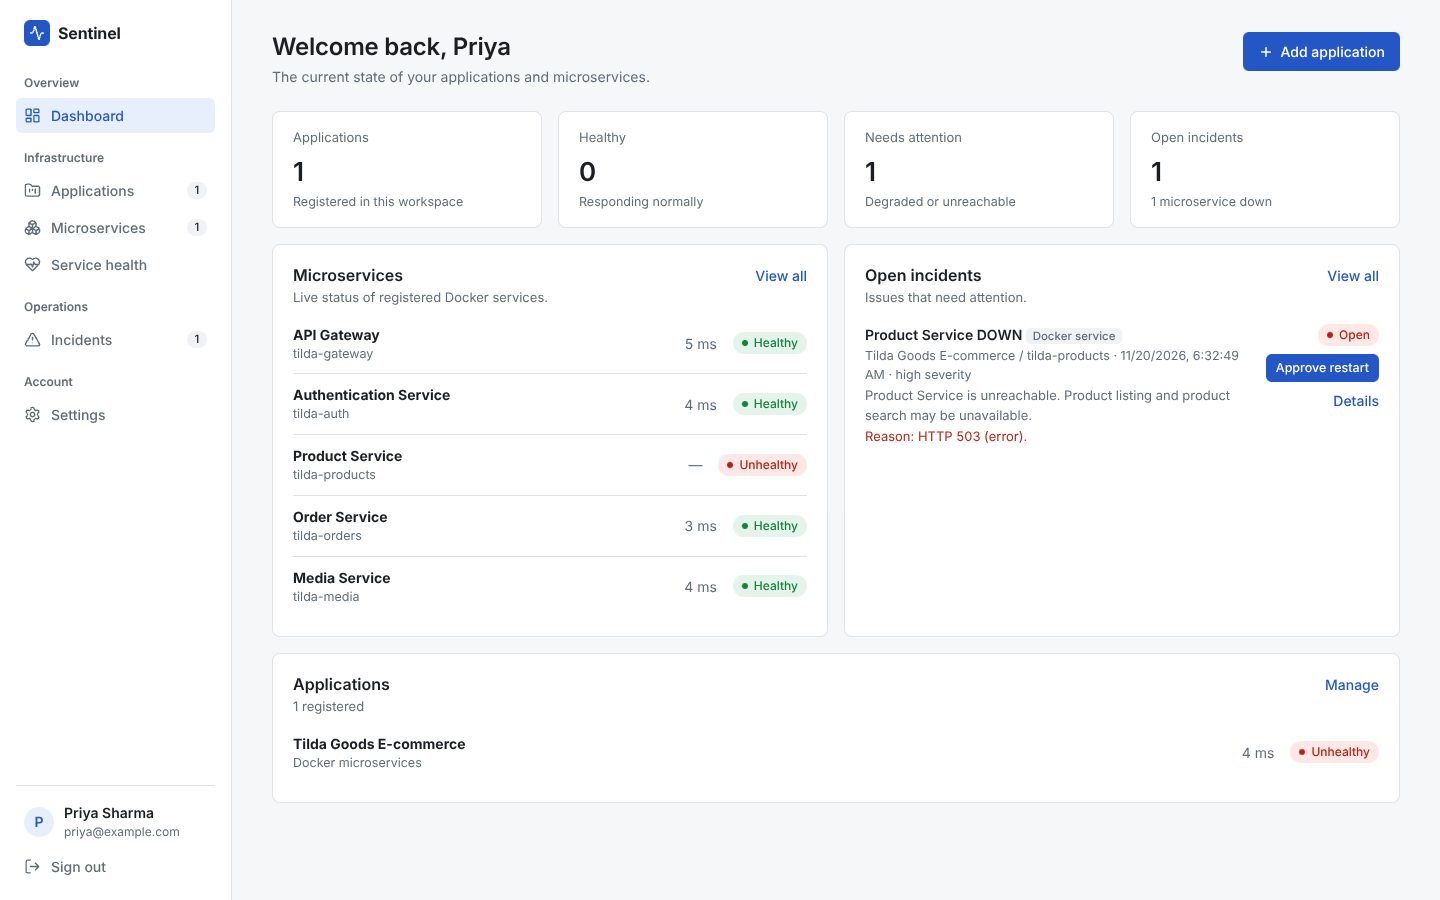 Sentinel
Overview
Dashboard
Infrastructure
Applications 1
Microservices 1
Service health
Operations
Incidents 1
Account
Settings
P
Priya Sharma
priya@example.com
Sign out
Welcome back, Priya
The current state of your applications and microservices.
+ Add application
Applications
1
Registered in this workspace
Healthy
0
Responding normally
Needs attention
1
Degraded or unreachable
Open incidents
1
1 microservice down
Microservices
View all
Live status of registered Docker services.
API Gateway
tilda-gateway
5 ms
Healthy
Authentication Service
tilda-auth
4 ms
Healthy
Product Service
tilda-products
—
Unhealthy
Order Service
tilda-orders
3 ms
Healthy
Media Service
tilda-media
4 ms
Healthy
Open incidents
View all
Issues that need attention.
Product Service DOWN Docker service
Open
Tilda Goods E-commerce / tilda-products · 11/20/2026, 6:32:49
AM · high severity
Approve restart
Product Service is unreachable. Product listing and product
search may be unavailable.
Details
Reason: HTTP 503 (error).
Applications
Manage
1 registered
Tilda Goods E-commerce
Docker microservices
4 ms
Unhealthy